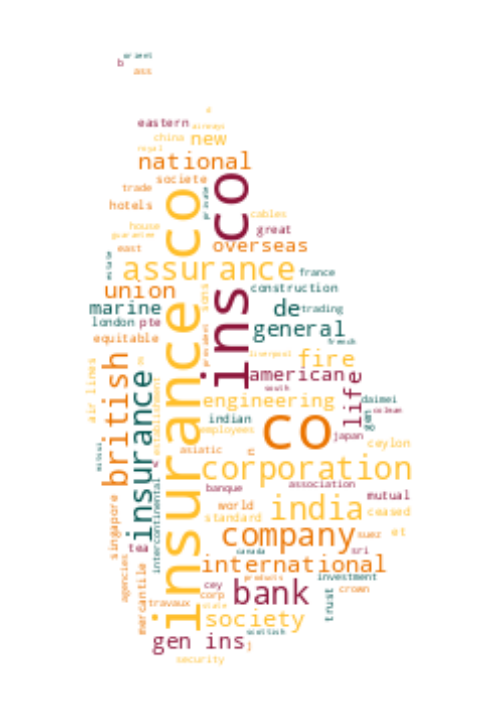 orient
b
ass
eastern
airways
china
new
royal
national
societe
private
trade
hotels
insurance co
ins co
cables
house
great
guarantee
east
overseas
estate
assurance
france
construction
union
sons
marine
de
trading
london
pte
general
equitable
french
liverpool
fire
air lines
british
insurance
american
south
life
establishment
engineering
daimei
indian
employees
co
japan
ceylon
mitsui
asiatic
c
corporation
intercontinental
banque
association
mutual
singapore
world
standard
india
ceased
company
suez
et
tea
canada
sri
agencies
international
mercantile
cey
products
investment
corp
bank
crown
trust
travaux
state
society
scottish
gen ins
j
security